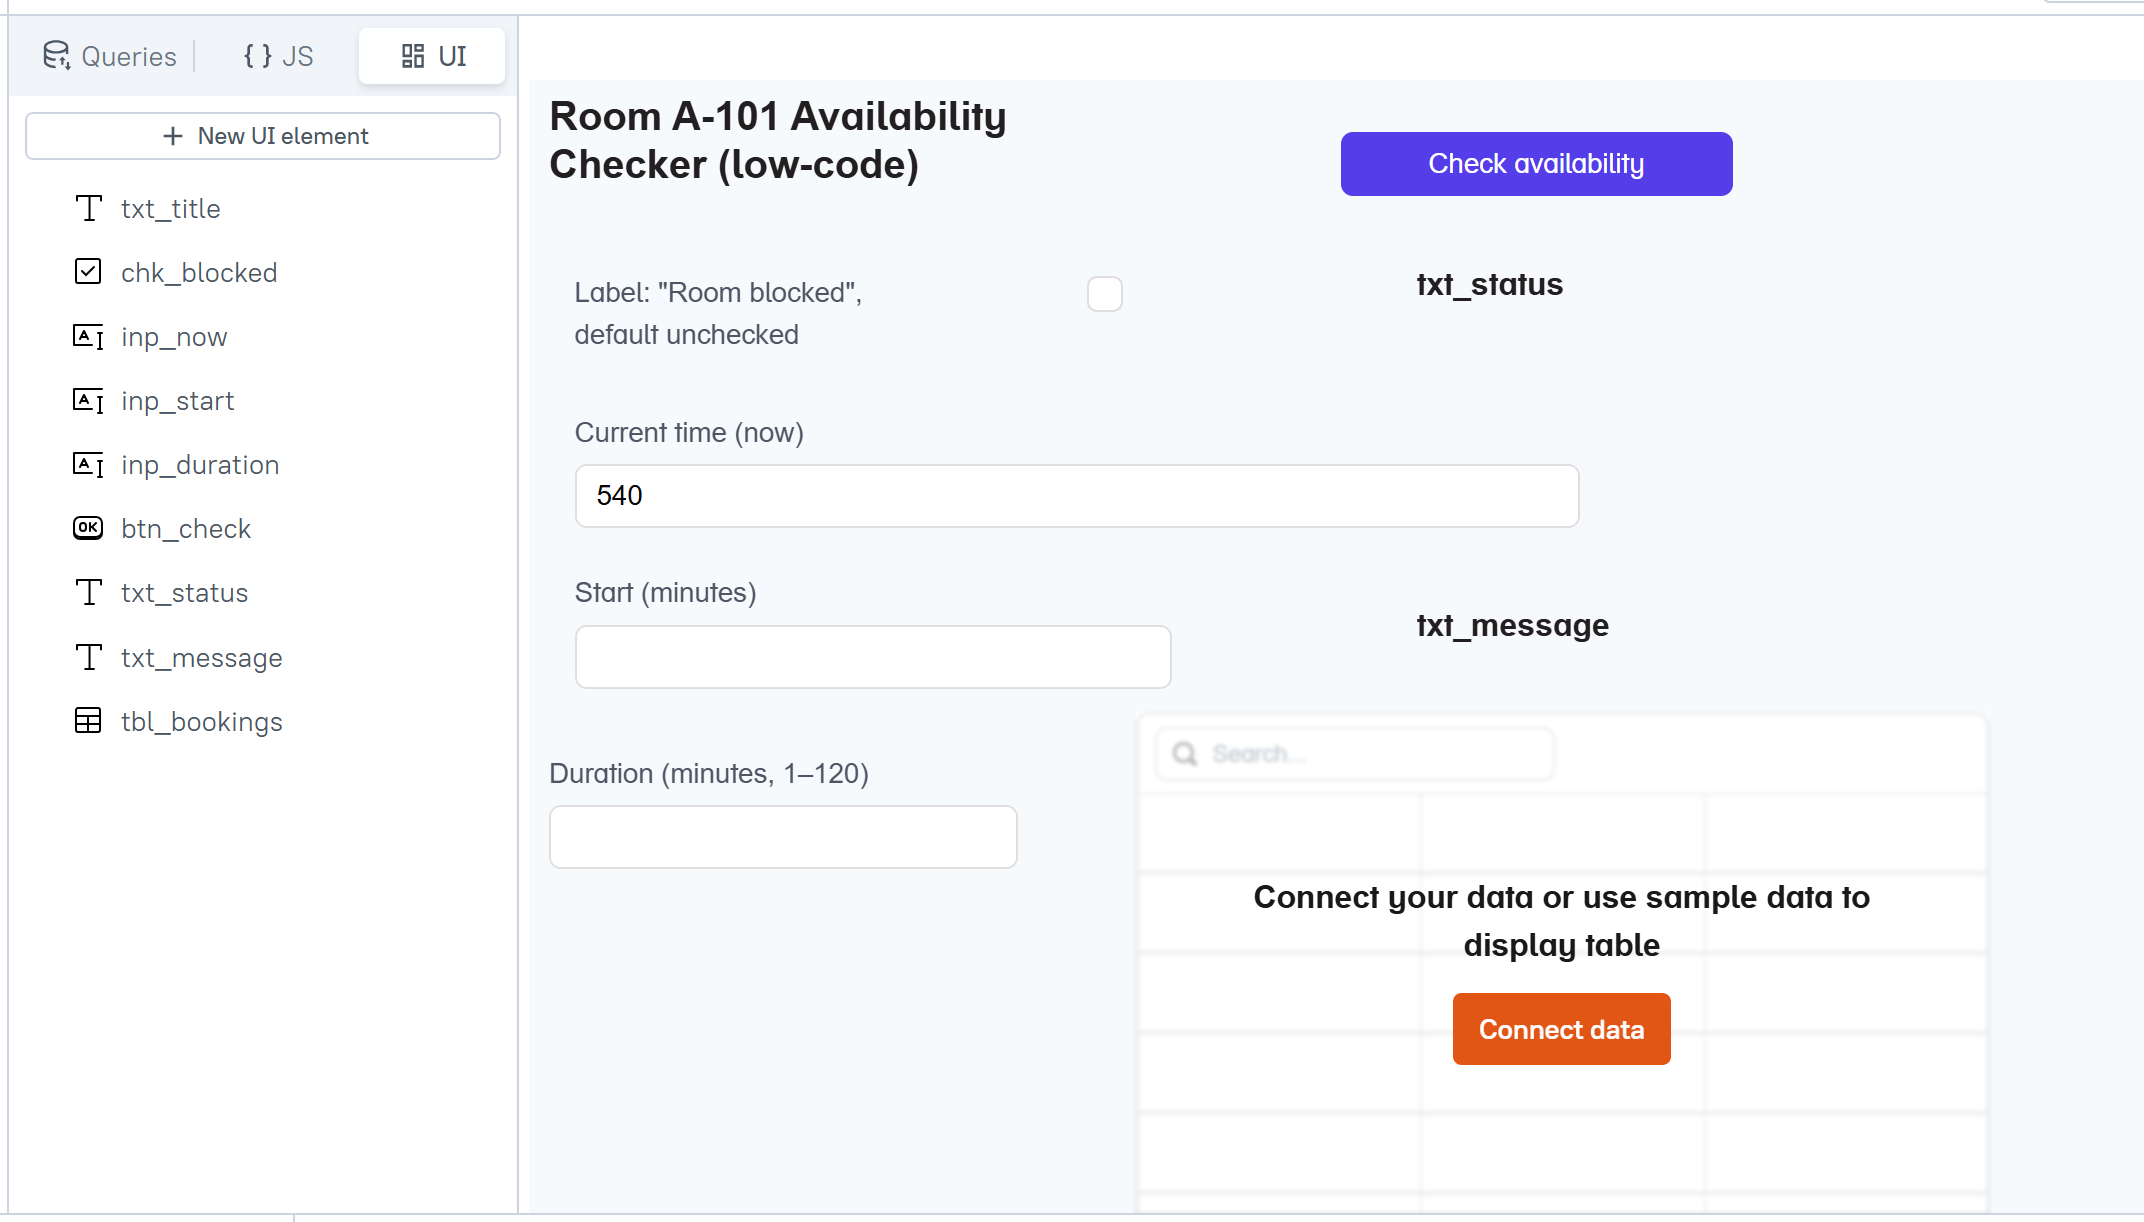 Queries
{ } JS
UI
+ New UI element
txt_title
chk_blocked
inp_now
inp_start
inp_duration
OK btn_check
txt_status
txt_message
tbl_bookings
Room A-101 Availability
Checker (low-code)
Check availability
Label: "Room blocked",
default unchecked
txt_status
Current time (now)
540
Start (minutes)
txt_message
Duration (minutes, 1–120)
Search...
Connect your data or use sample data to
display table
Connect data